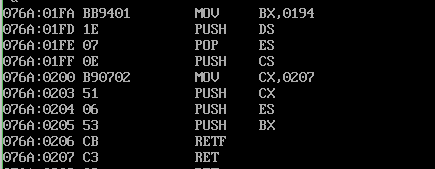 076A:01FA BB9401 MOV BX,0194
076A:01FD 1E PUSH DS
076A:01FE 07 POP ES
076A:01FF 0E PUSH CS
076A:0200 B90702 MOV CX,0207
076A:0203 51 PUSH CX
076A:0204 06 PUSH ES
076A:0205 53 PUSH BX
076A:0206 CB RETF
076A:0207 C3 RET